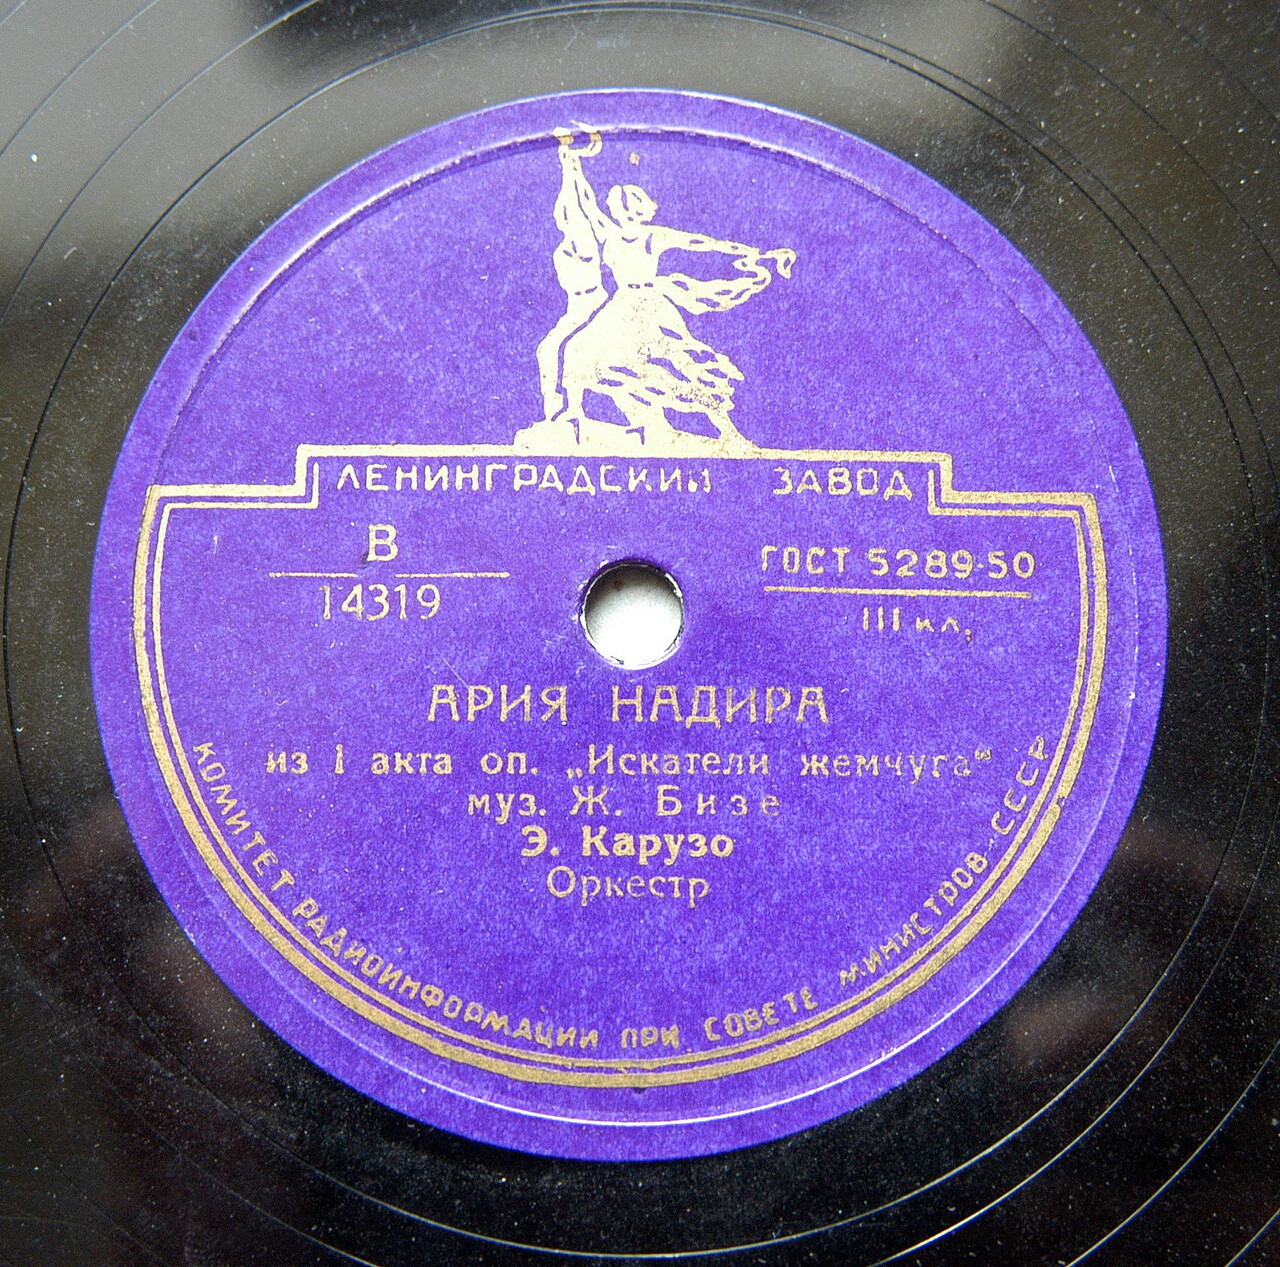 ЛЕНИНГРАДСКИЙ ЗАВОД
В
14319
ГОСТ 5289-50
III кл.
АРИЯ НАДИРА
из I акта оп. „Искатели жемчуга“
муз. Ж. Бизе
Э. Карузо
Оркестр
КОМИТЕТ РАДИОИНФОРМАЦИИ ПРИ СОВЕТЕ МИНИСТРОВ-СССР